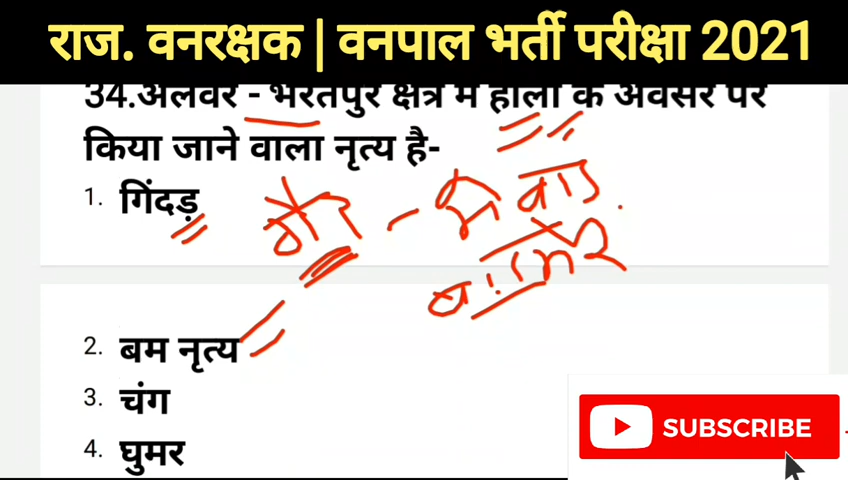 राज. वनरक्षक | वनपाल भर्ती परीक्षा 2021
34.अलवर - भरतपुर क्षेत्र में होली के अवसर पर
किया जाने वाला नृत्य है-
1. गिंदड़
गैर - मेवाड़
बाड़मेर
2. बम नृत्य
3. चंग
4. घुमर
SUBSCRIBE